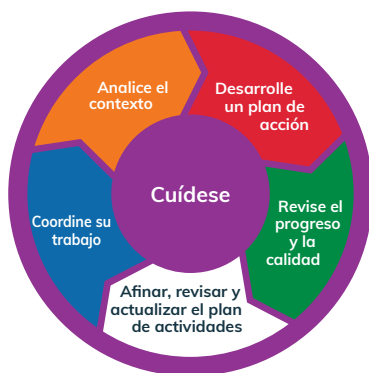 Analice el
contexto
Desarrolle
un plan de
acción
Cuídese
Revise el
progreso
y la
calidad
Coordine su
trabajo
Afinar, revisar y
actualizar el plan
de actividades